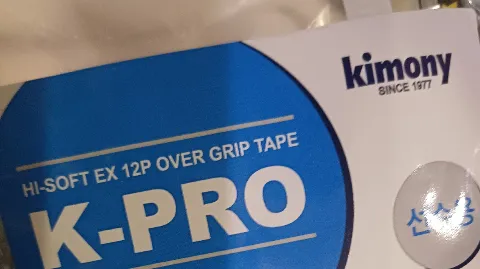 kimony
SINCE 1977
HI-SOFT EX 12P OVER GRIP TAPE
K-PRO
선수용